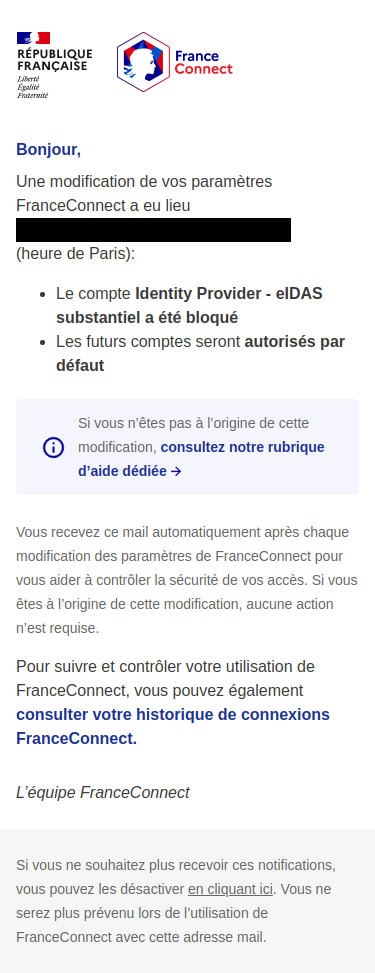 RÉPUBLIQUE
FRANÇAISE
Liberté
Égalité
Fraternité
France
Connect
Bonjour,
Une modification de vos paramètres
FranceConnect a eu lieu
(heure de Paris):
• Le compte Identity Provider - eIDAS
substantiel a été bloqué
• Les futurs comptes seront autorisés par
défaut
Si vous n’êtes pas à l’origine de cette
modification, consultez notre rubrique
d’aide dédiée →
Vous recevez ce mail automatiquement après chaque
modification des paramètres de FranceConnect pour
vous aider à contrôler la sécurité de vos accès. Si vous
êtes à l’origine de cette modification, aucune action
n’est requise.
Pour suivre et contrôler votre utilisation de
FranceConnect, vous pouvez également
consulter votre historique de connexions
FranceConnect.
L’équipe FranceConnect
Si vous ne souhaitez plus recevoir ces notifications,
vous pouvez les désactiver en cliquant ici. Vous ne
serez plus prévenu lors de l’utilisation de
FranceConnect avec cette adresse mail.